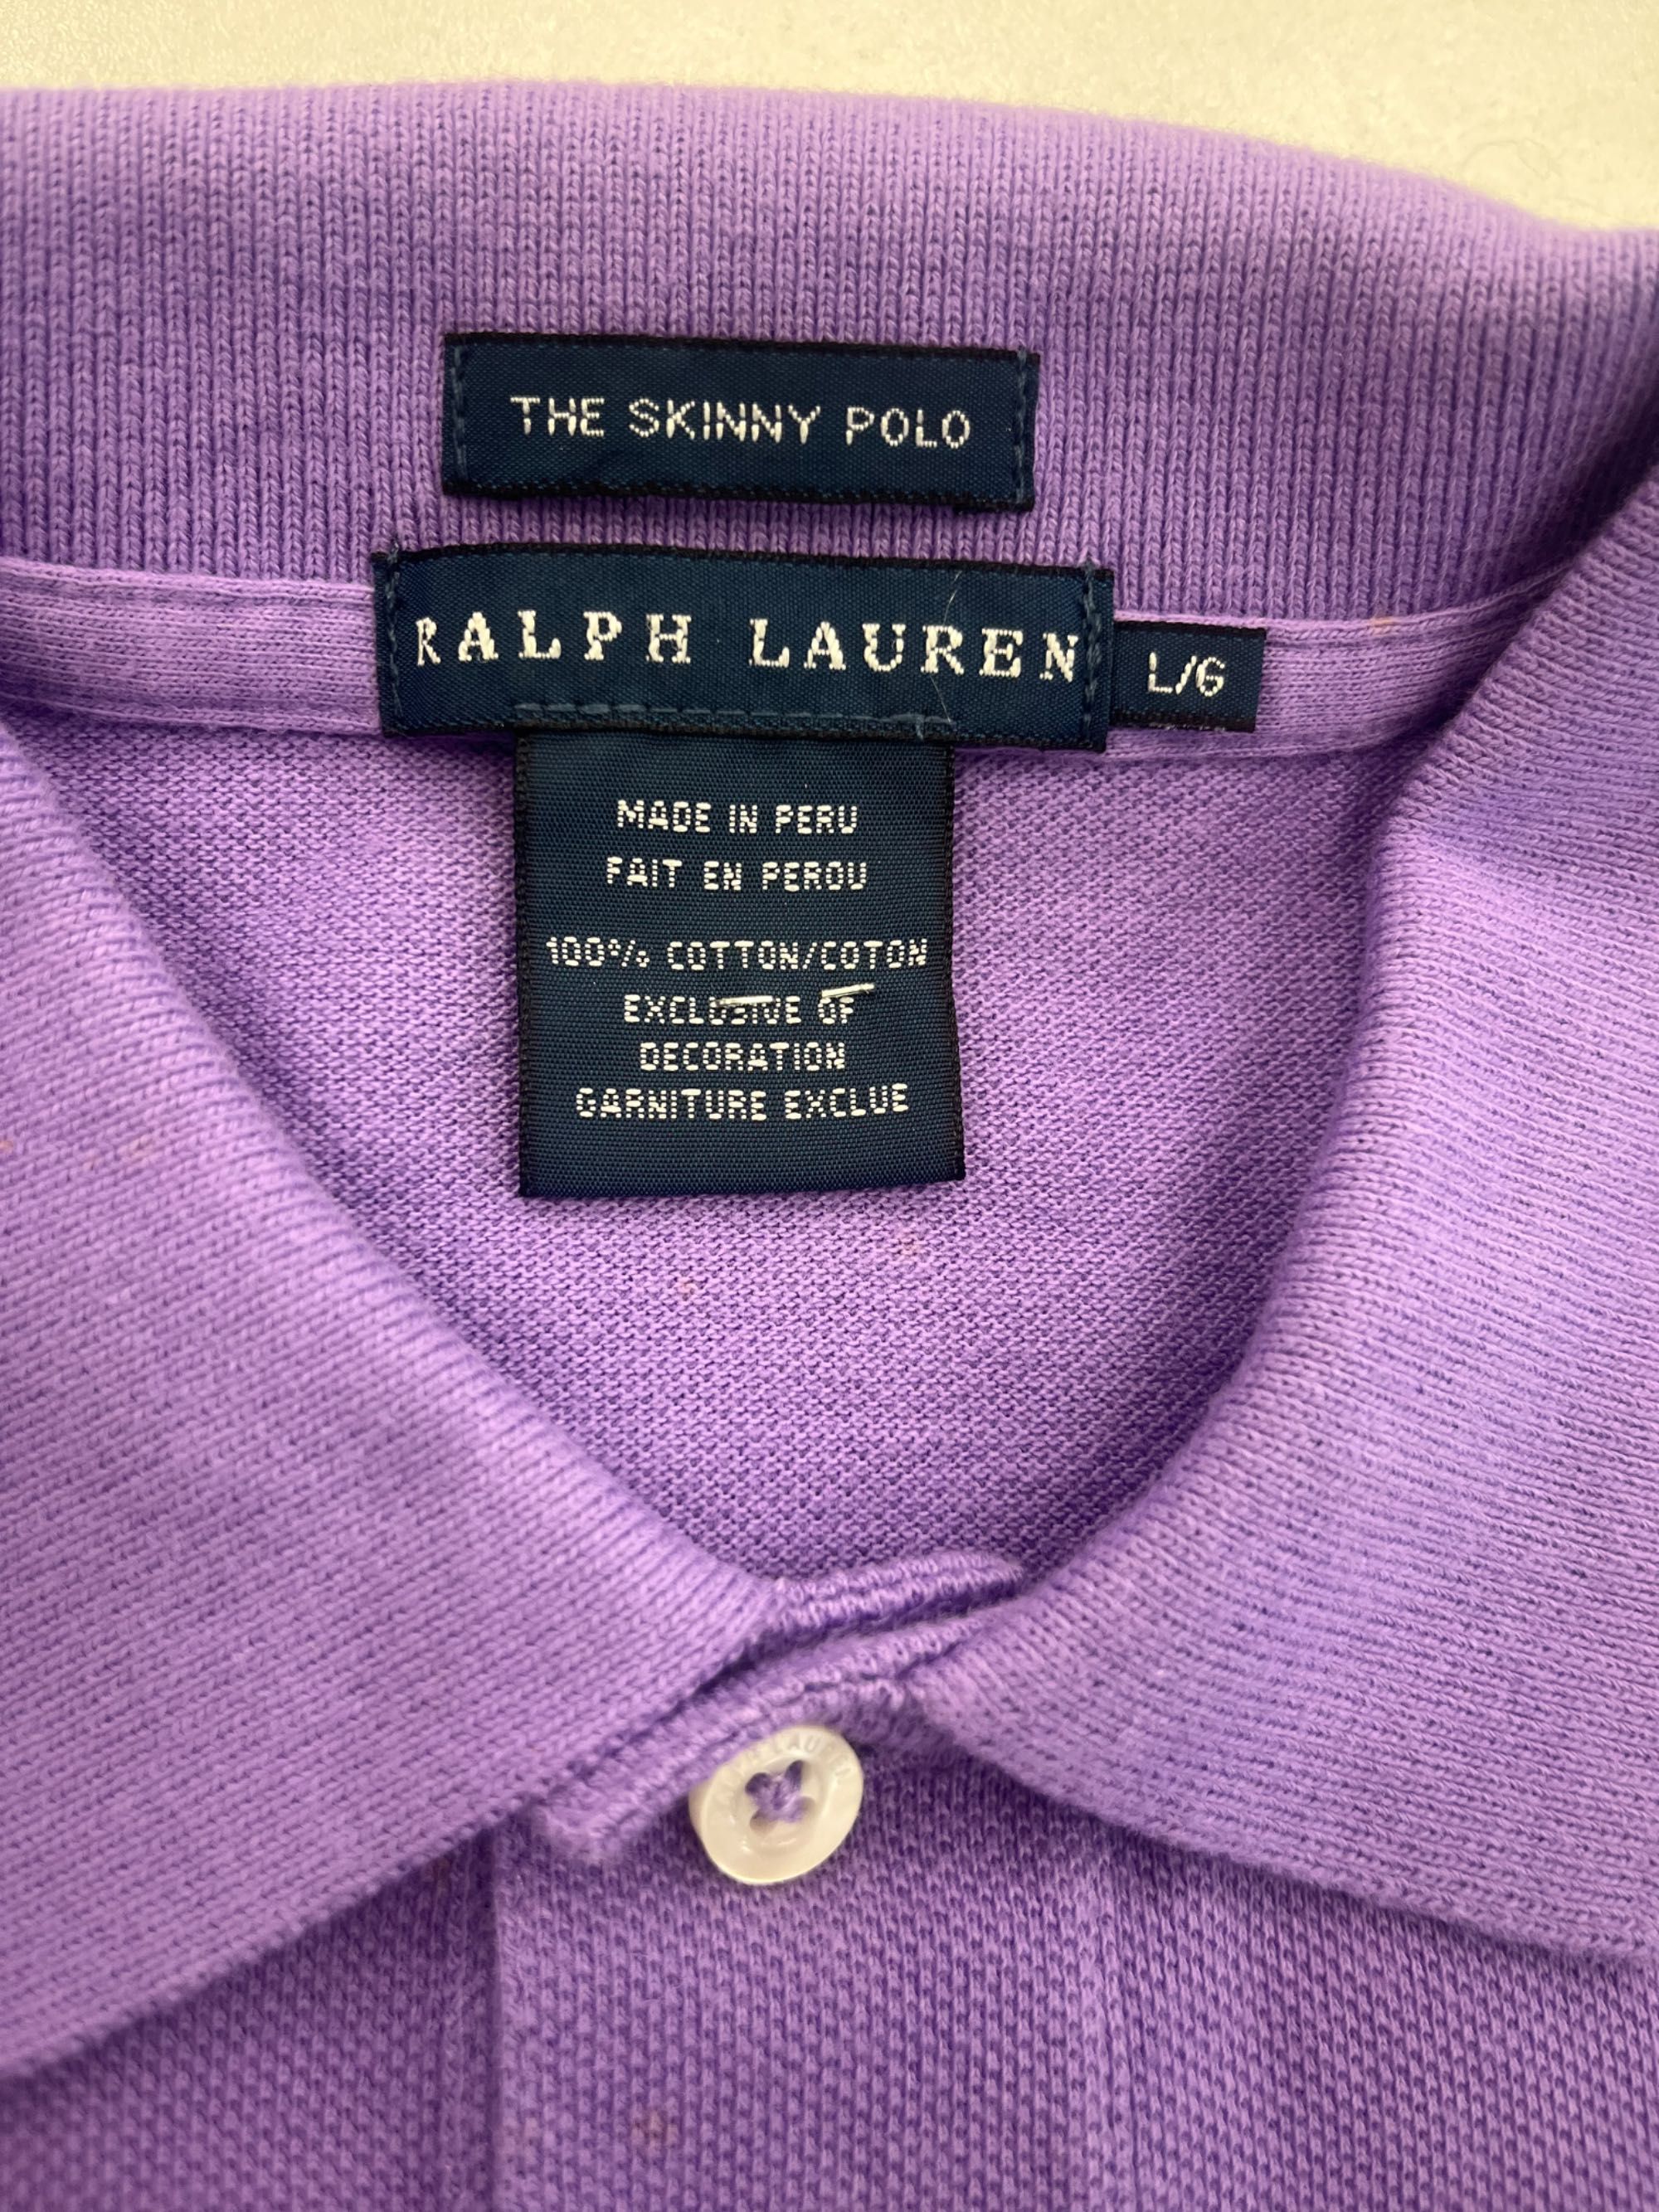 THE SKINNY POLO
RALPH LAUREN
L/G
MADE IN PERU
FAIT EN PEROU
100% COTTON/COTON
EXCLUSIVE OF
DECORATION
GARNITURE EXCLUE
LAUREN